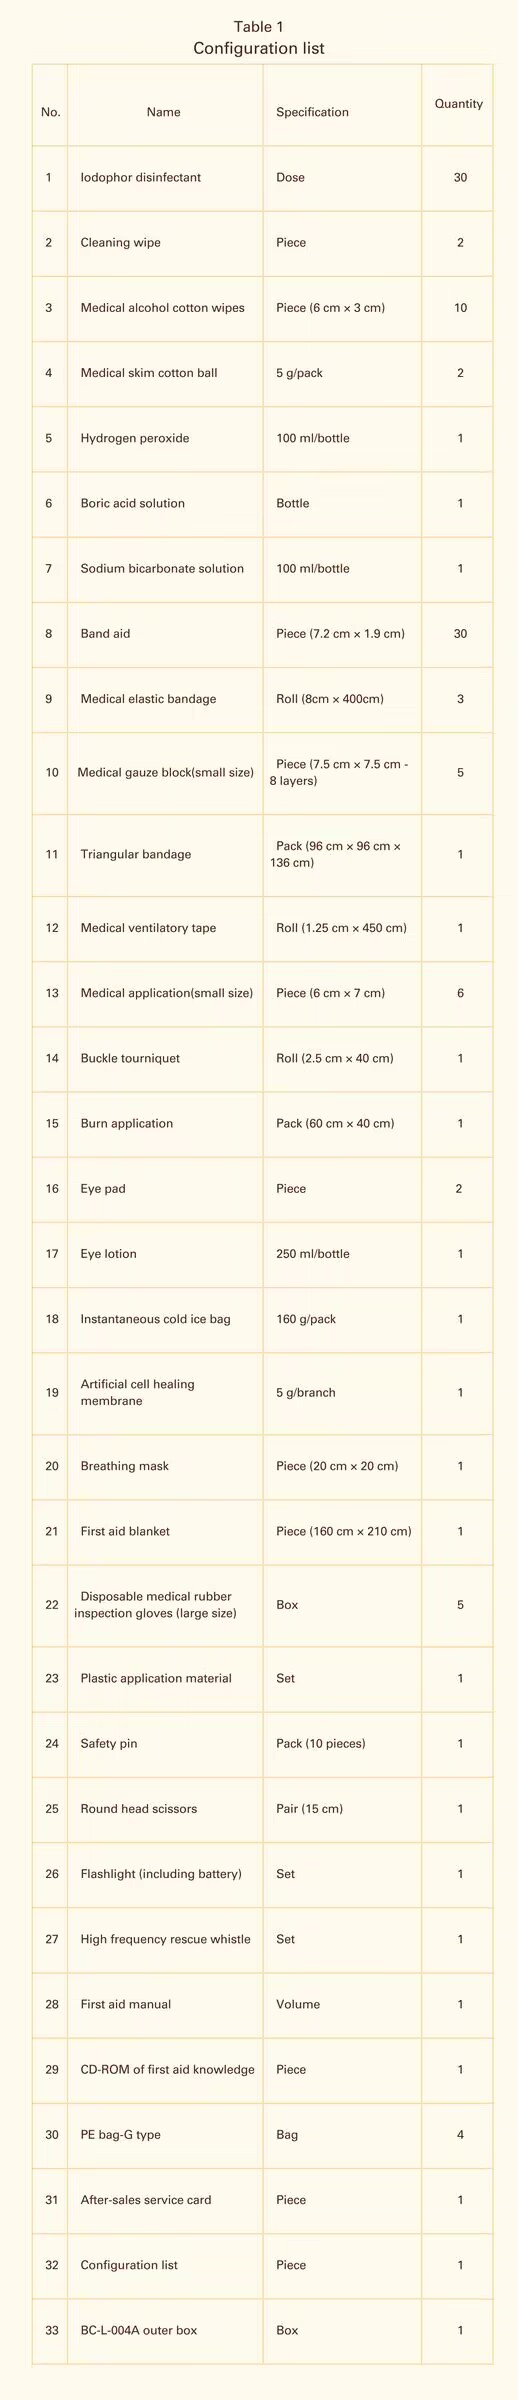 Table 1
Configuration list
No. Name Specification Quantity
1 Iodophor disinfectant Dose 30
2 Cleaning wipe Piece 2
3 Medical alcohol cotton wipes Piece (6 cm × 3 cm) 10
4 Medical skim cotton ball 5 g/pack 2
5 Hydrogen peroxide 100 ml/bottle 1
6 Boric acid solution Bottle 1
7 Sodium bicarbonate solution 100 ml/bottle 1
8 Band aid Piece (7.2 cm × 1.9 cm) 30
9 Medical elastic bandage Roll (8cm × 400cm) 3
10 Medical gauze block(small size) Piece (7.5 cm × 7.5 cm -
8 layers) 5
11 Triangular bandage Pack (96 cm × 96 cm ×
136 cm) 1
12 Medical ventilatory tape Roll (1.25 cm × 450 cm) 1
13 Medical application(small size) Piece (6 cm × 7 cm) 6
14 Buckle tourniquet Roll (2.5 cm × 40 cm) 1
15 Burn application Pack (60 cm × 40 cm) 1
16 Eye pad Piece 2
17 Eye lotion 250 ml/bottle 1
18 Instantaneous cold ice bag 160 g/pack 1
19 Artificial cell healing
membrane 5 g/branch 1
20 Breathing mask Piece (20 cm × 20 cm) 1
21 First aid blanket Piece (160 cm × 210 cm) 1
22 Disposable medical rubber
inspection gloves (large size) Box 5
23 Plastic application material Set 1
24 Safety pin Pack (10 pieces) 1
25 Round head scissors Pair (15 cm) 1
26 Flashlight (including battery) Set 1
27 High frequency rescue whistle Set 1
28 First aid manual Volume 1
29 CD-ROM of first aid knowledge Piece 1
30 PE bag-G type Bag 4
31 After-sales service card Piece 1
32 Configuration list Piece 1
33 BC-L-004A outer box Box 1